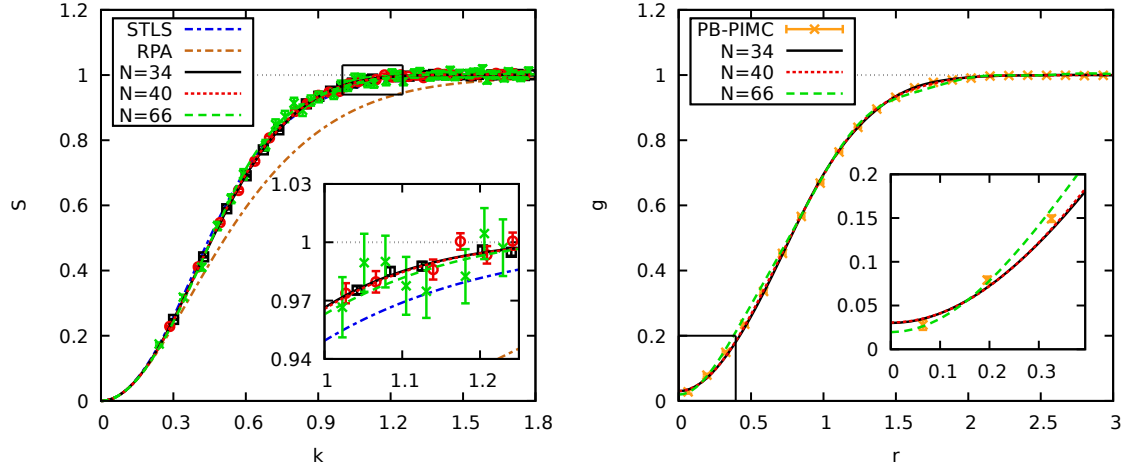 1.2
1
0.8
0.6
0.4
0.2
0
S
STLS
RPA
N=34
N=40
N=66
1.03
1
0.97
0.94
1 1.1 1.2
0 0.3 0.6 0.9 1.2 1.5 1.8
k
1.2
1
0.8
0.6
0.4
0.2
0
g
PB-PIMC
N=34
N=40
N=66
0.2
0.15
0.1
0.05
0
0 0.1 0.2 0.3
0 0.5 1 1.5 2 2.5 3
r